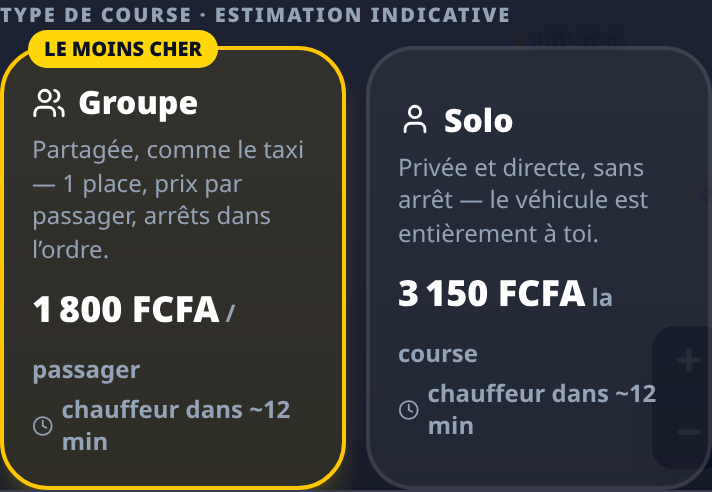 TYPE DE COURSE · ESTIMATION INDICATIVE
LE MOINS CHER
Groupe
Partagée, comme le taxi
— 1 place, prix par
passager, arrêts dans
l’ordre.
1 800 FCFA /
passager
chauffeur dans ~12
min
Solo
Privée et directe, sans
arrêt — le véhicule est
entièrement à toi.
3 150 FCFA la
course
chauffeur dans ~12
min
+
−